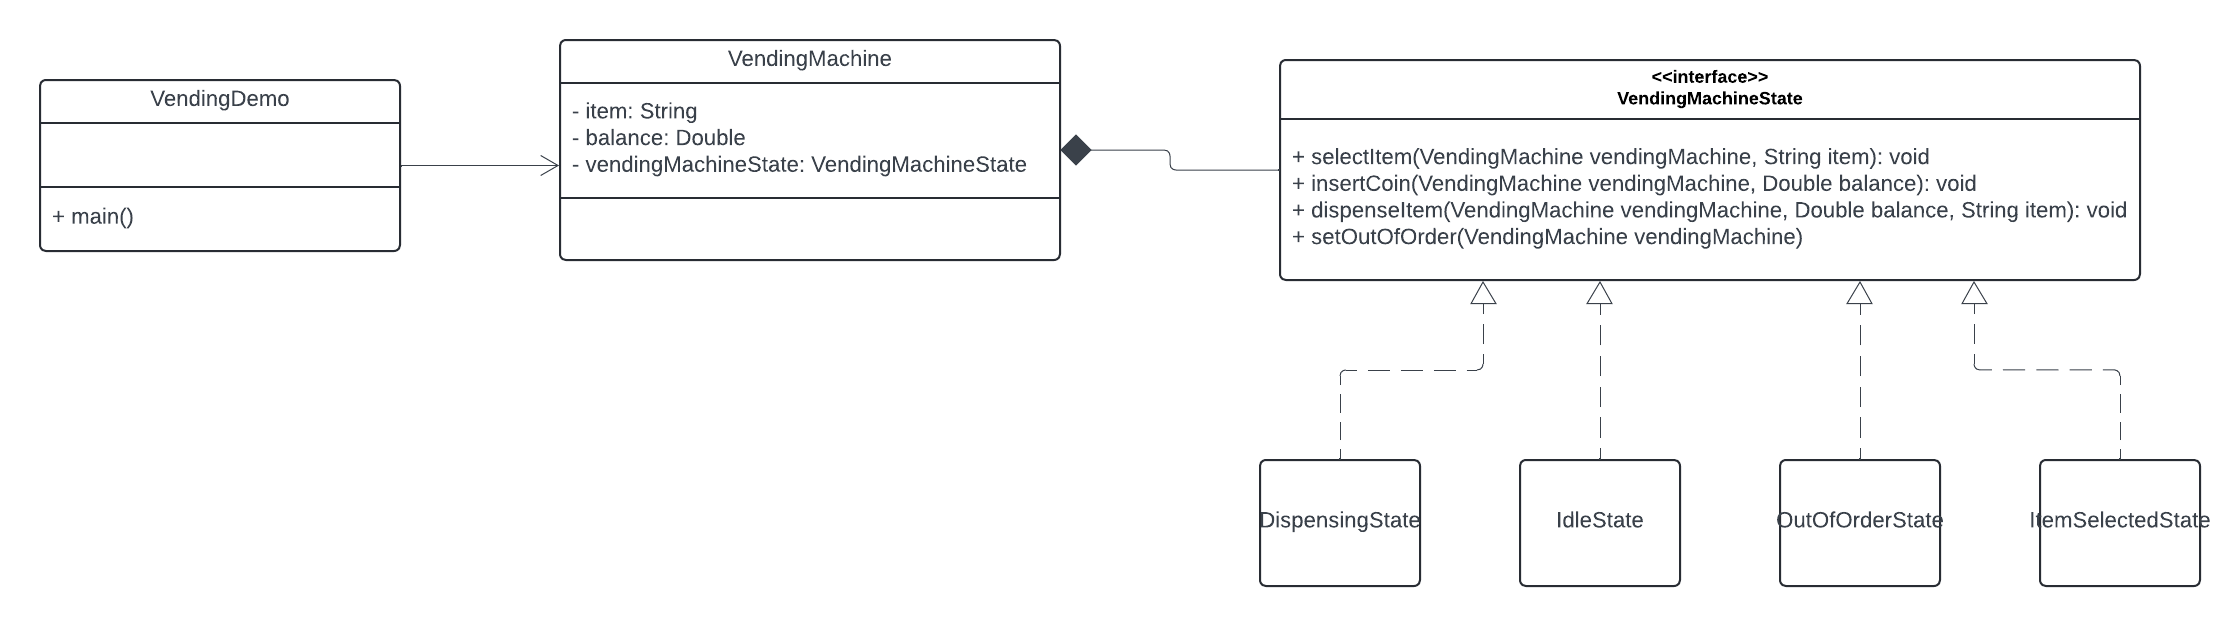 VendingDemo
+ main()
VendingMachine
- item: String
- balance: Double
- vendingMachineState: VendingMachineState
<<interface>>
VendingMachineState
+ selectItem(VendingMachine vendingMachine, String item): void
+ insertCoin(VendingMachine vendingMachine, Double balance): void
+ dispenseItem(VendingMachine vendingMachine, Double balance, String item): void
+ setOutOfOrder(VendingMachine vendingMachine)
DispensingState
IdleState
OutOfOrderState
ItemSelectedState